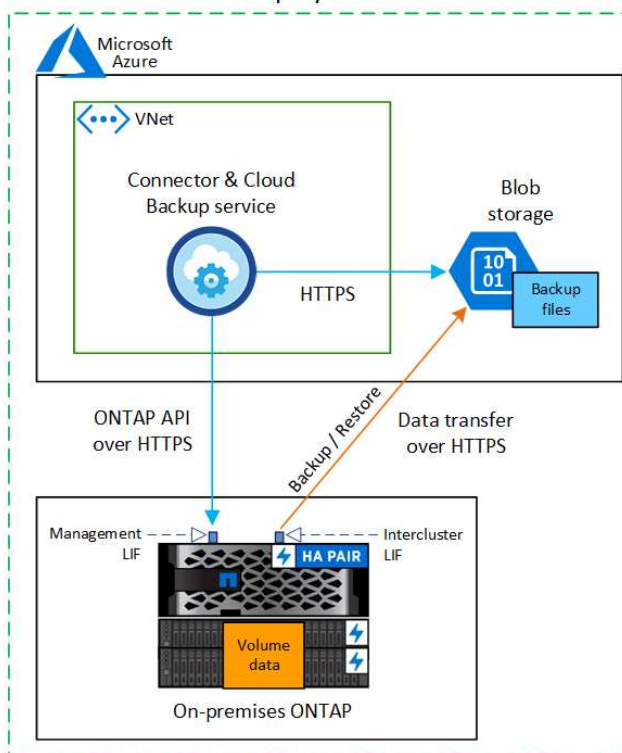 Microsoft
Azure
VNet
Connector & Cloud
Backup service
Blob
storage
10
01
Backup
files
HTTPS
ONTAP API
over HTTPS
Backup / Restore
Data transfer
over HTTPS
Management
LIF
Intercluster
LIF
HA PAIR
Volume
data
On-premises ONTAP